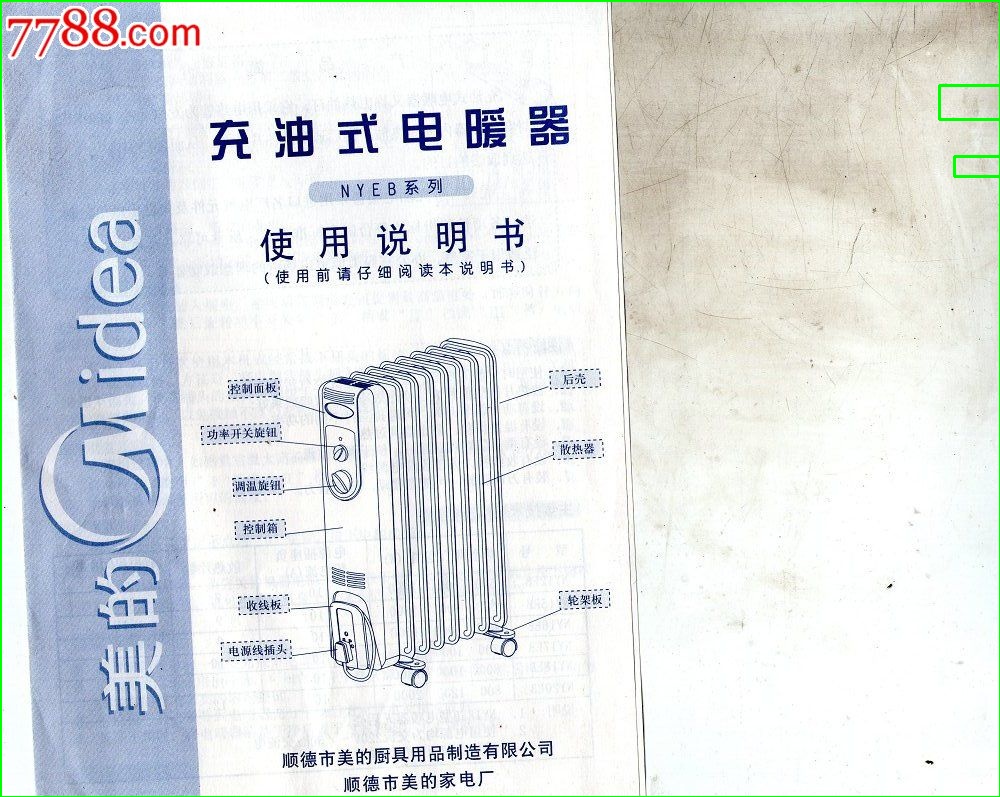 7788.com
美的 Midea
充油式电暖器
NYEB系列
使用说明书
(使用前请仔细阅读本说明书)
控制面板
功率开关旋钮
调温旋钮
控制箱
收线板
电源线插头
后壳
散热器
轮架板
顺德市美的厨具用品制造有限公司
顺德市美的家电厂